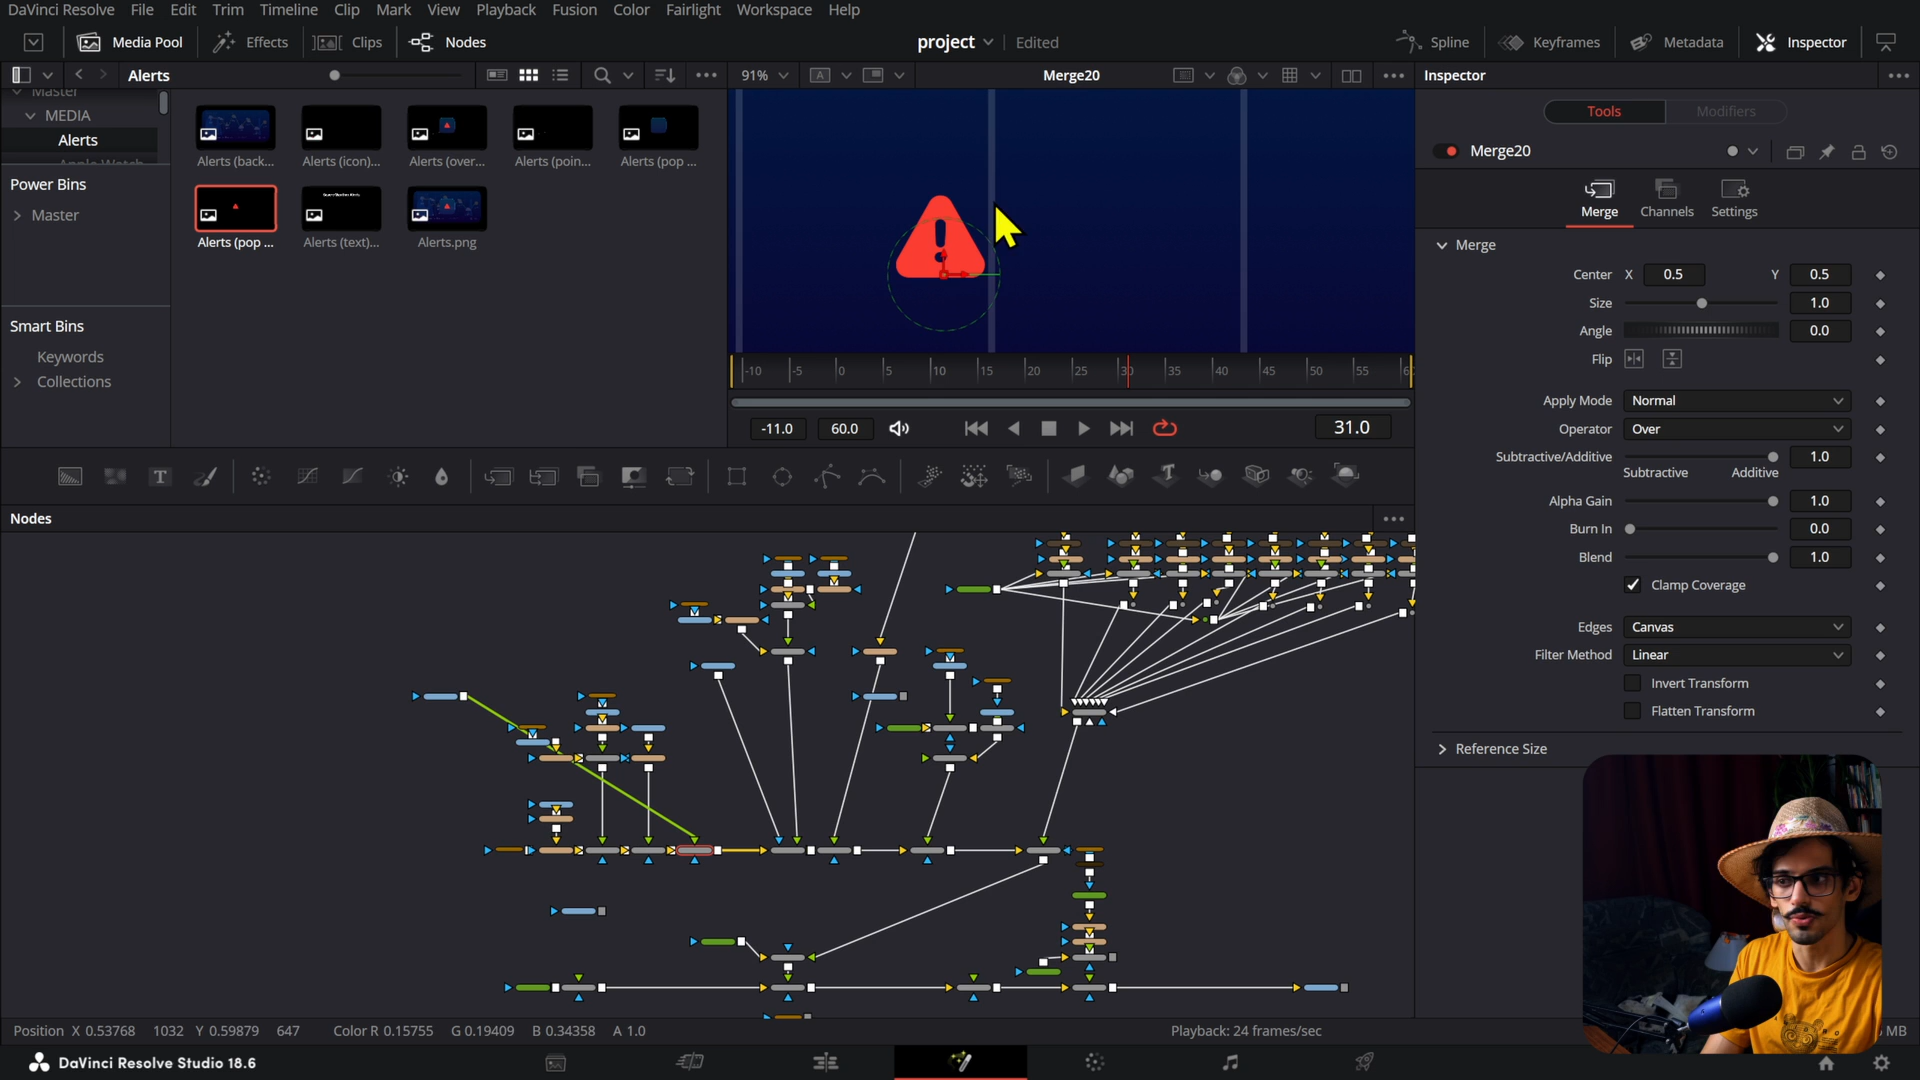 DaVinci Resolve File Edit Trim Timeline Clip Mark View Playback Fusion Color Fairlight Workspace Help
Media Pool Effects Clips Nodes project Edited Spline Keyframes Metadata Inspector
Alerts 91% A Merge20 Inspector
Master
MEDIA
Alerts
Apple Watch
Power Bins
Master
Smart Bins
Keywords
Collections
Alerts (back... Alerts (icon)... Alerts (over... Alerts (poin... Alerts (pop ...
Alerts (pop ... Alerts (text)... Alerts.png
-10 -5 0 5 10 15 20 25 30 35 40 45 50 55
-11.0 60.0 31.0
Tools Modifiers
Merge20
Merge Channels Settings
Merge
Center X 0.5 Y 0.5
Size 1.0
Angle 0.0
Flip
Apply Mode Normal
Operator Over
Subtractive/Additive 1.0
Subtractive Additive
Alpha Gain 1.0
Burn In 0.0
Blend 1.0
Clamp Coverage
Edges Canvas
Filter Method Linear
Invert Transform
Flatten Transform
Reference Size
Nodes
Position X 0.53768 1032 Y 0.59879 647 Color R 0.15755 G 0.19409 B 0.34358 A 1.0 Playback: 24 frames/sec MB
DaVinci Resolve Studio 18.6